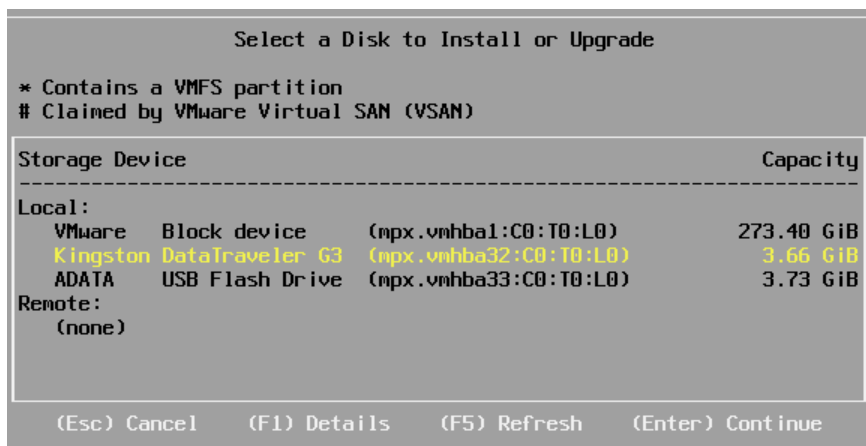 Select a Disk to Install or Upgrade
* Contains a VMFS partition
# Claimed by VMware Virtual SAN (VSAN)
Storage Device Capacity
--------------------------------------------------------------------------------
Local:
VMware Block device (mpx.vmhba1:C0:T0:L0) 273.40 GiB
Kingston DataTraveler G3 (mpx.vmhba32:C0:T0:L0) 3.66 GiB
ADATA USB Flash Drive (mpx.vmhba33:C0:T0:L0) 3.73 GiB
Remote:
(none)
(Esc) Cancel (F1) Details (F5) Refresh (Enter) Continue